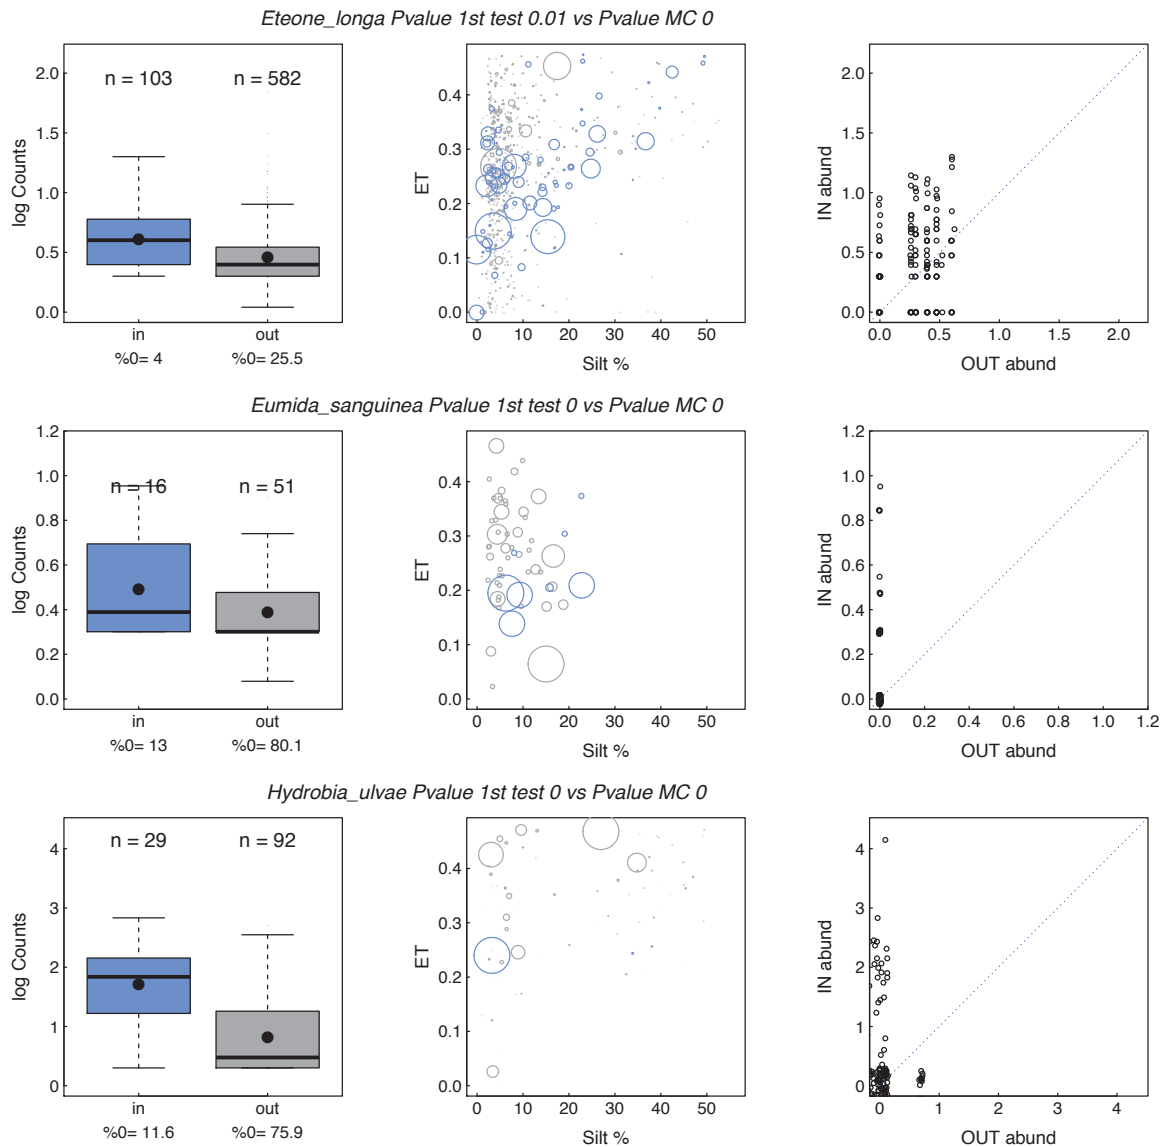 Eteone_longa Pvalue 1st test 0.01 vs Pvalue MC 0
log Counts
2.0
1.5
1.0
0.5
0.0
n = 103
n = 582
in
out
%0= 4
%0= 25.5
ET
0.4
0.3
0.2
0.1
0.0
0 10 20 30 40 50
Silt %
IN abund
2.0
1.5
1.0
0.5
0.0
0.0 0.5 1.0 1.5 2.0
OUT abund
Eumida_sanguinea Pvalue 1st test 0 vs Pvalue MC 0
log Counts
1.2
1.0
0.8
0.6
0.4
0.2
0.0
n = 16
n = 51
in
out
%0= 13
%0= 80.1
ET
0.4
0.3
0.2
0.1
0.0
0 10 20 30 40 50
Silt %
IN abund
1.2
1.0
0.8
0.6
0.4
0.2
0.0
0.0 0.2 0.4 0.6 0.8 1.0 1.2
OUT abund
Hydrobia_ulvae Pvalue 1st test 0 vs Pvalue MC 0
log Counts
4
3
2
1
0
n = 29
n = 92
in
out
%0= 11.6
%0= 75.9
ET
0.4
0.3
0.2
0.1
0.0
0 10 20 30 40 50
Silt %
IN abund
4
3
2
1
0
0 1 2 3 4
OUT abund